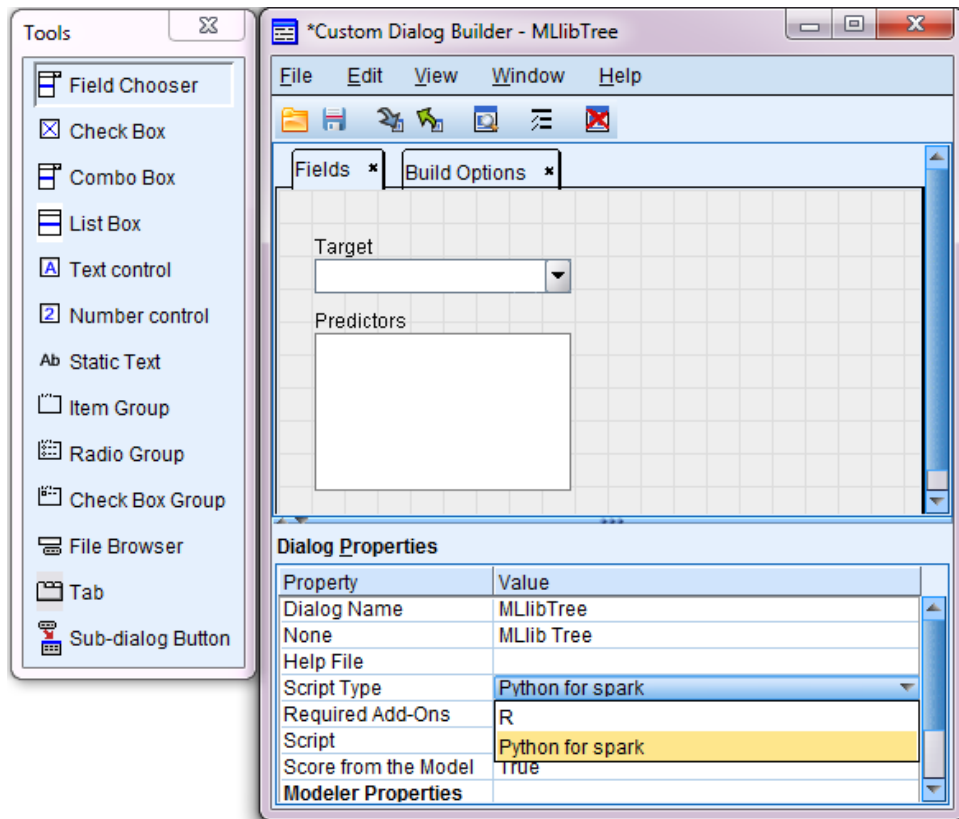 Tools
Field Chooser
Check Box
Combo Box
List Box
A Text control
2 Number control
Ab Static Text
Item Group
Radio Group
Check Box Group
File Browser
Tab
Sub-dialog Button
*Custom Dialog Builder - MLlibTree
File Edit View Window Help
Fields Build Options
Target
Predictors
Dialog Properties
Property Value
Dialog Name MLlibTree
None MLlib Tree
Help File
Script Type Python for spark
Required Add-Ons R
Script Python for spark
Score from the Model True
Modeler Properties